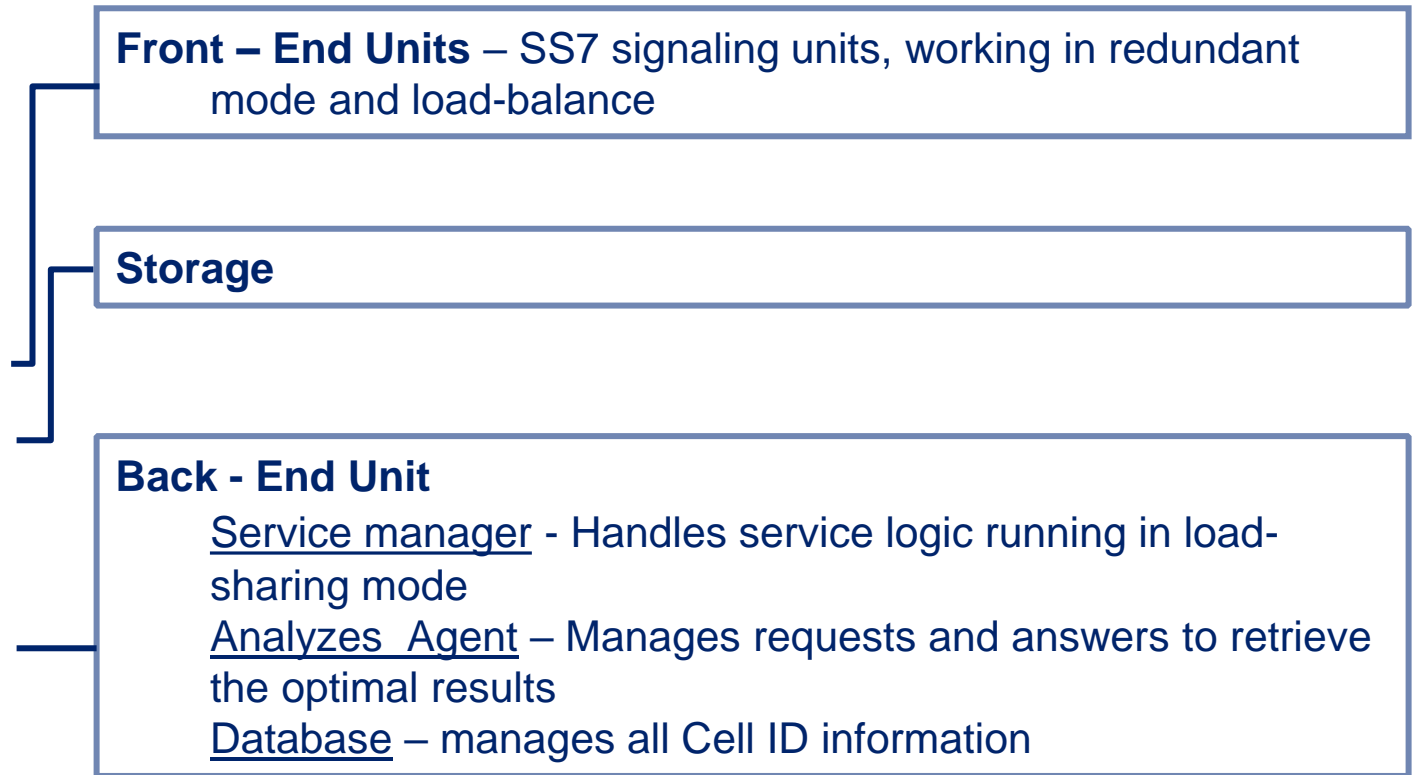 Front – End Units – SS7 signaling units, working in redundant
mode and load-balance
Storage
Back - End Unit
Service manager - Handles service logic running in load-
sharing mode
Analyzes  Agent – Manages requests and answers to retrieve
the optimal results
Database – manages all Cell ID information